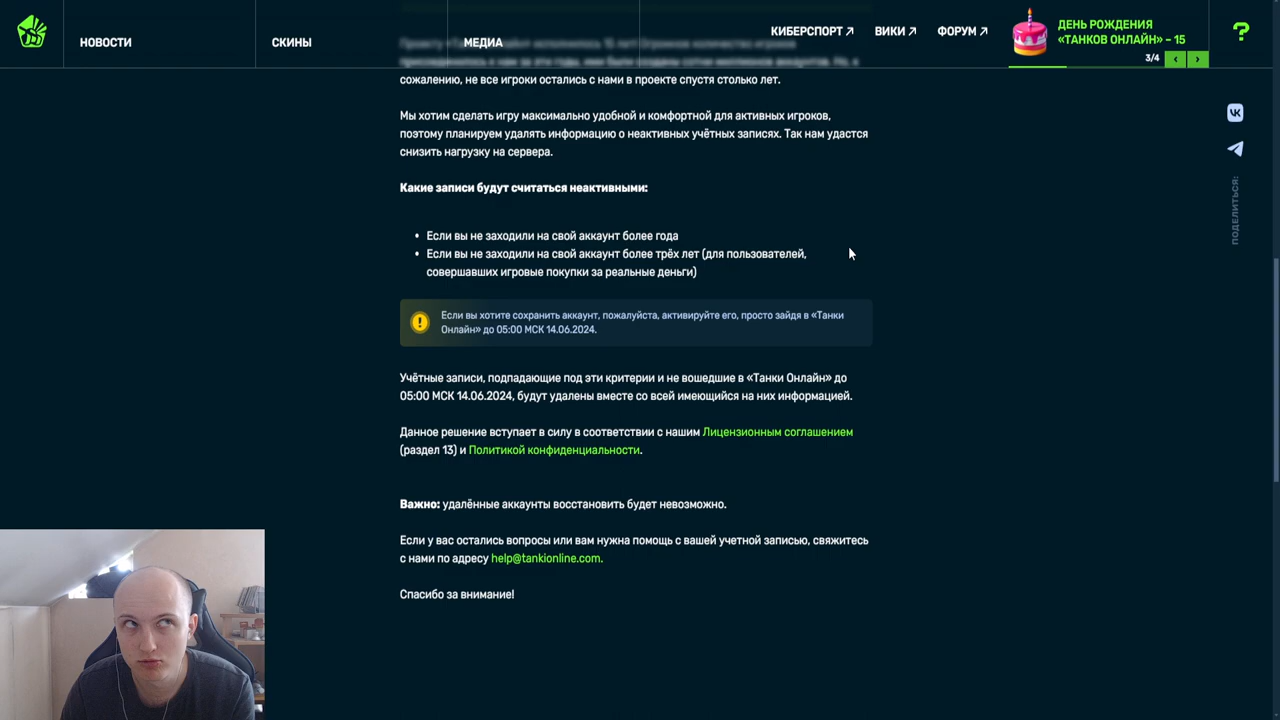 НОВОСТИ
СКИНЫ
МЕДИА
КИБЕРСПОРТ
ВИКИ
ФОРУМ
ДЕНЬ РОЖДЕНИЯ
«ТАНКОВ ОНЛАЙН» – 15
3/4
?
сожалению, не все игроки остались с нами в проекте спустя столько лет.
Мы хотим сделать игру максимально удобной и комфортной для активных игроков,
поэтому планируем удалять информацию о неактивных учётных записях. Так нам удастся
снизить нагрузку на сервера.
Какие записи будут считаться неактивными:
• Если вы не заходили на свой аккаунт более года
• Если вы не заходили на свой аккаунт более трёх лет (для пользователей,
совершавших игровые покупки за реальные деньги)
Если вы хотите сохранить аккаунт, пожалуйста, активируйте его, просто зайдя в «Танки
Онлайн» до 05:00 МСК 14.06.2024.
Учётные записи, подпадающие под эти критерии и не вошедшие в «Танки Онлайн» до
05:00 МСК 14.06.2024, будут удалены вместе со всей имеющийся на них информацией.
Данное решение вступает в силу в соответствии с нашим Лицензионным соглашением
(раздел 13) и Политикой конфиденциальности.
Важно: удалённые аккаунты восстановить будет невозможно.
Если у вас остались вопросы или вам нужна помощь с вашей учетной записью, свяжитесь
с нами по адресу help@tankionline.com.
Спасибо за внимание!
ПОДЕЛИТЬСЯ: